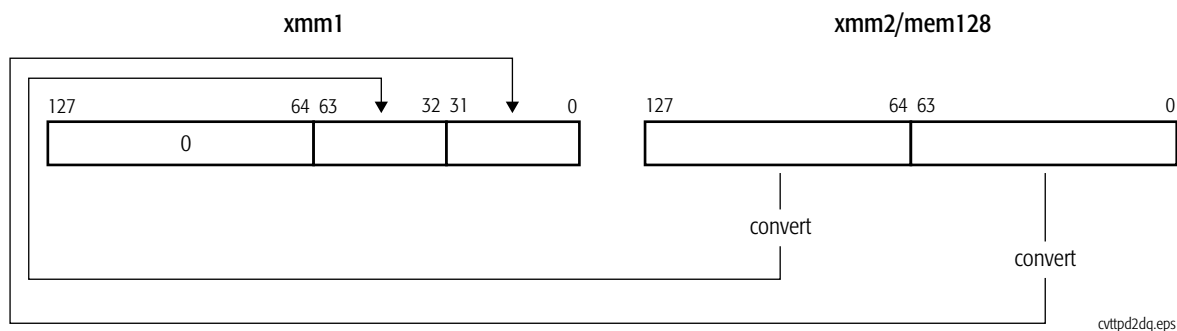 xmm1 xmm2/mem128
127 64 63 32 31 0 127 64 63 0
0
convert
convert
cvttpd2dq.eps